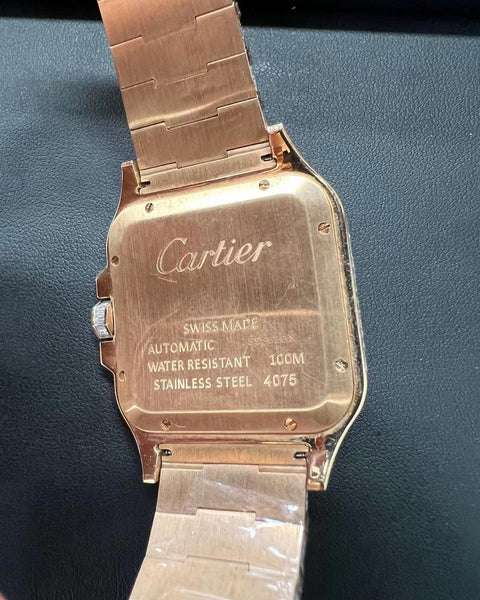 Cartier
SWISS MADE
AUTOMATIC
WATER RESISTANT 100M
STAINLESS STEEL 4075